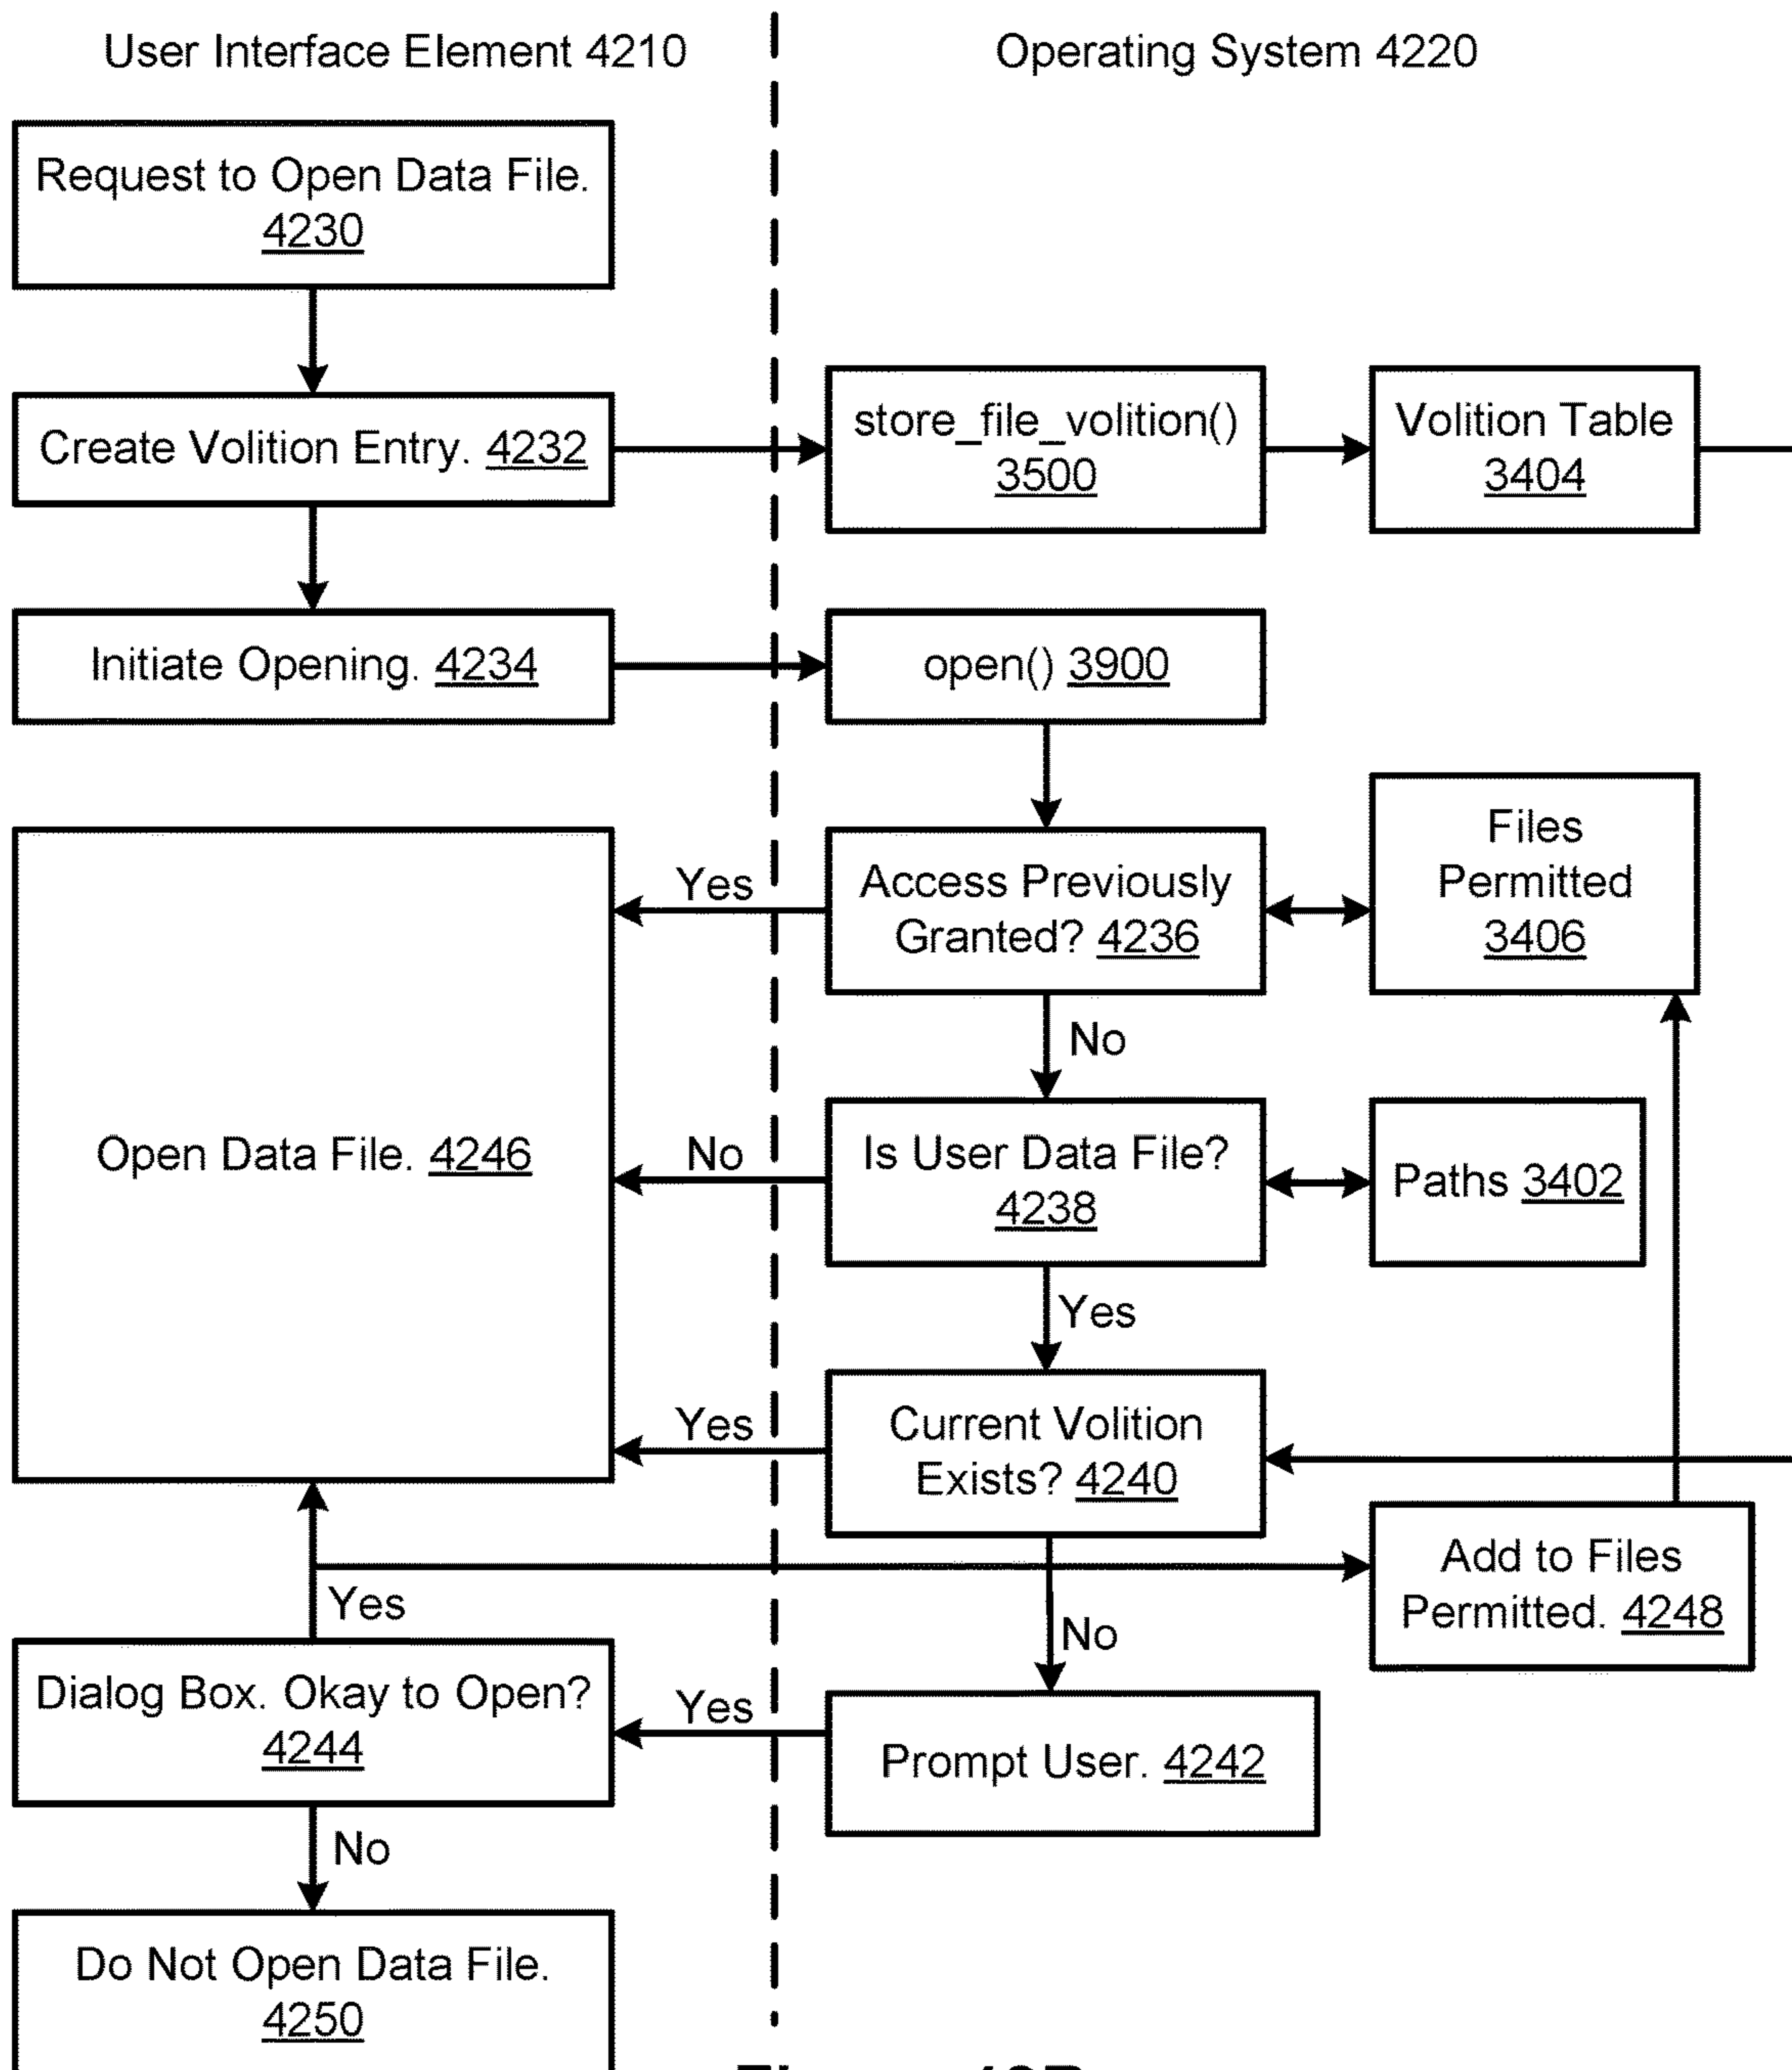 User Interface Element 4210
Operating System 4220
Request to Open Data File.
4230
Create Volition Entry. 4232
store_file_volition()
3500
Volition Table
3404
Initiate Opening. 4234
open() 3900
Files
Permitted
3406
Yes
Access Previously
Granted? 4236
No
Open Data File. 4246
No
Is User Data File?
4238
Paths 3402
Yes
Yes
Current Volition
Exists? 4240
Add to Files
Permitted. 4248
Yes
No
Dialog Box. Okay to Open?
4244
Yes
Prompt User. 4242
No
Do Not Open Data File.
4250